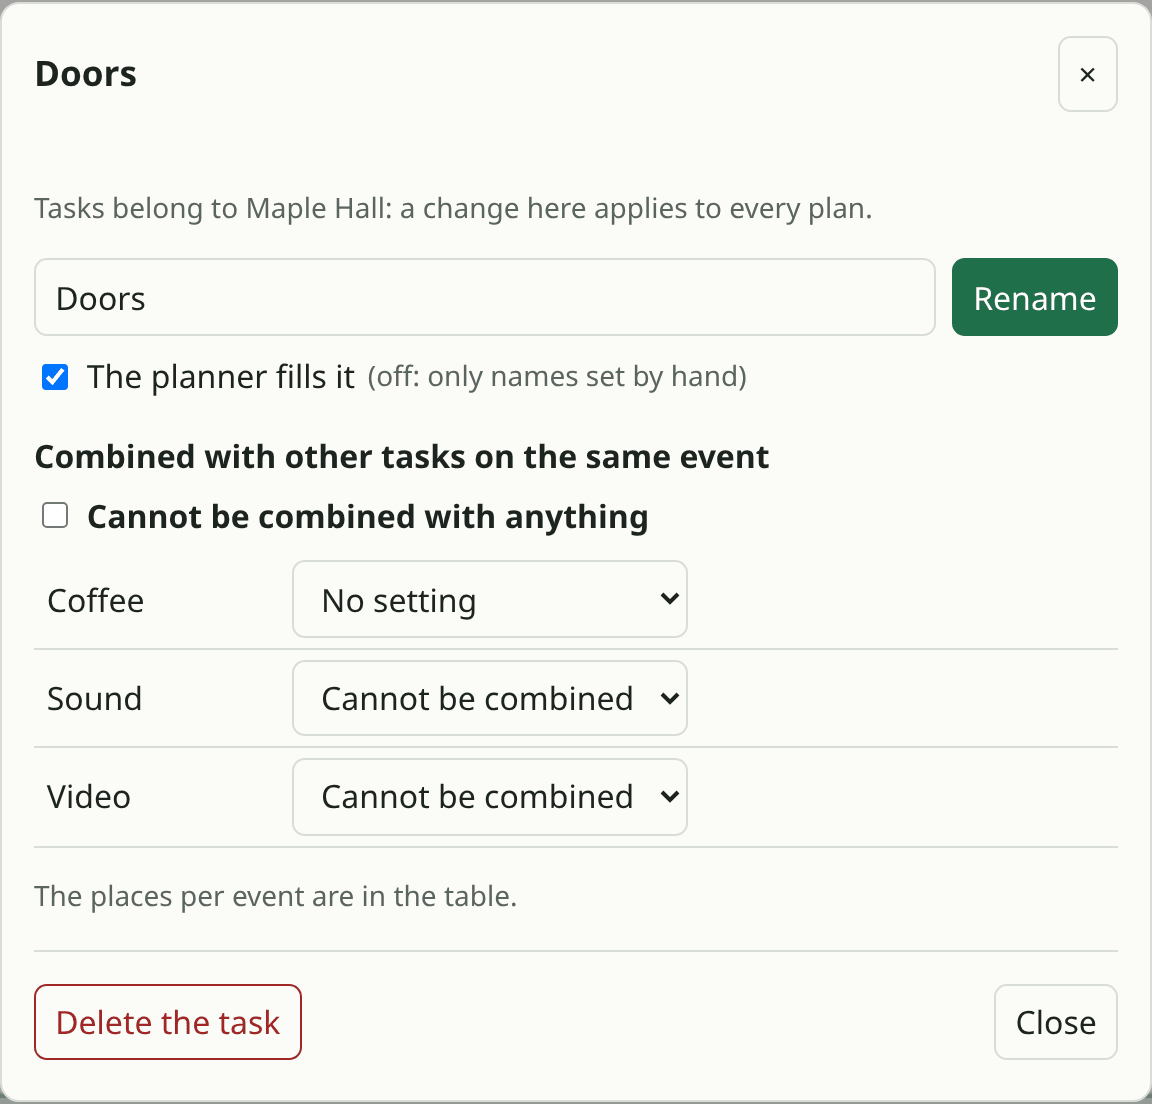 Doors
×
Tasks belong to Maple Hall: a change here applies to every plan.
Doors
Rename
The planner fills it (off: only names set by hand)
Combined with other tasks on the same event
Cannot be combined with anything
Coffee No setting
Sound Cannot be combined
Video Cannot be combined
The places per event are in the table.
Delete the task
Close